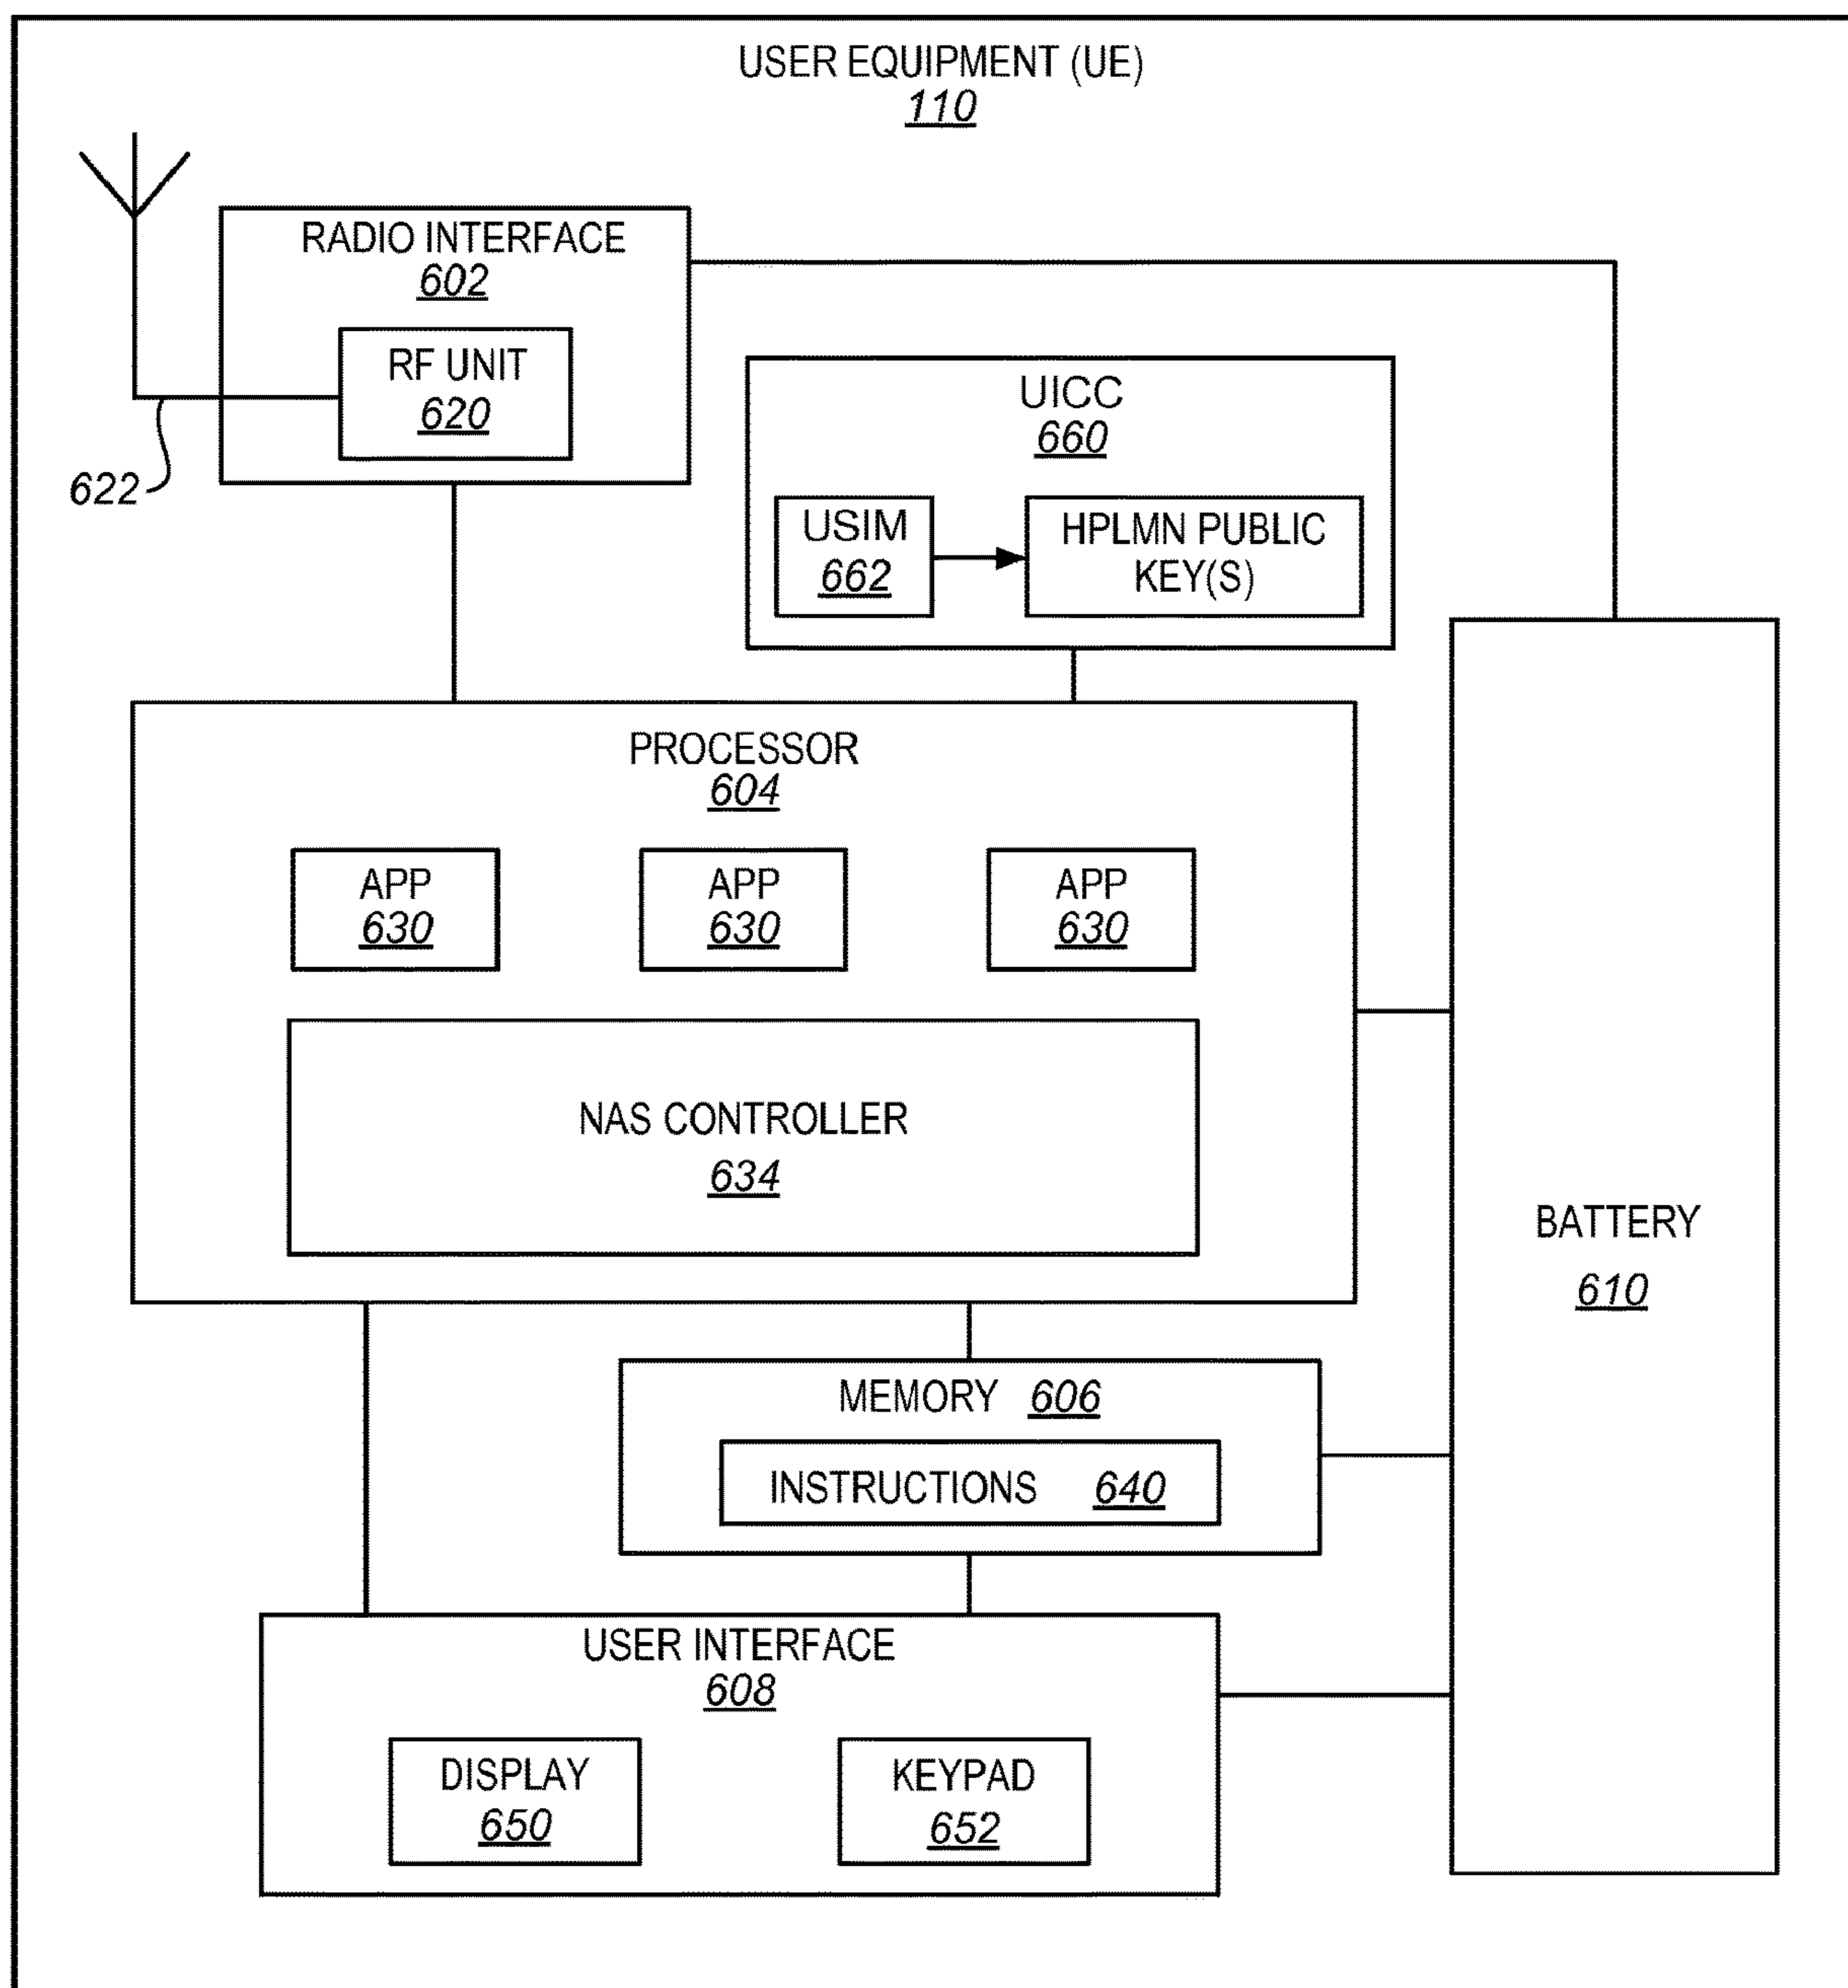 USER EQUIPMENT (UE)
110
RADIO INTERFACE
602
RF UNIT
620
622
UICC
660
USIM
662
HPLMN PUBLIC
KEY(S)
PROCESSOR
604
APP
630
APP
630
APP
630
NAS CONTROLLER
634
BATTERY
610
MEMORY 606
INSTRUCTIONS 640
USER INTERFACE
608
DISPLAY
650
KEYPAD
652